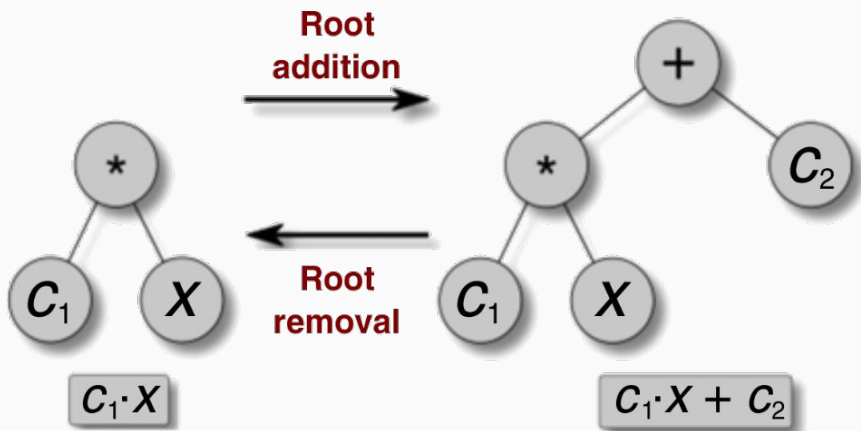 Root
addition
+
*
*
C₂
C₁
X
C₁
X
Root
removal
C₁·X
C₁·X + C₂